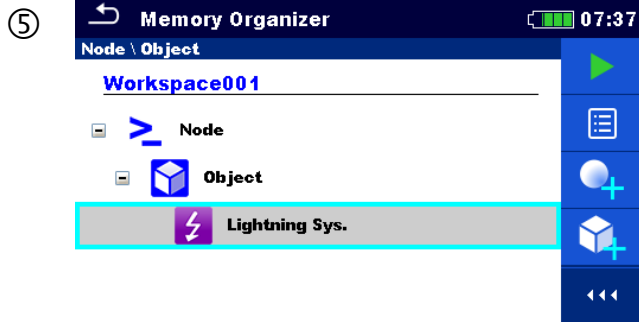 ⑤
Memory Organizer 07:37
Node \ Object
Workspace001
Node
Object
Lightning Sys.